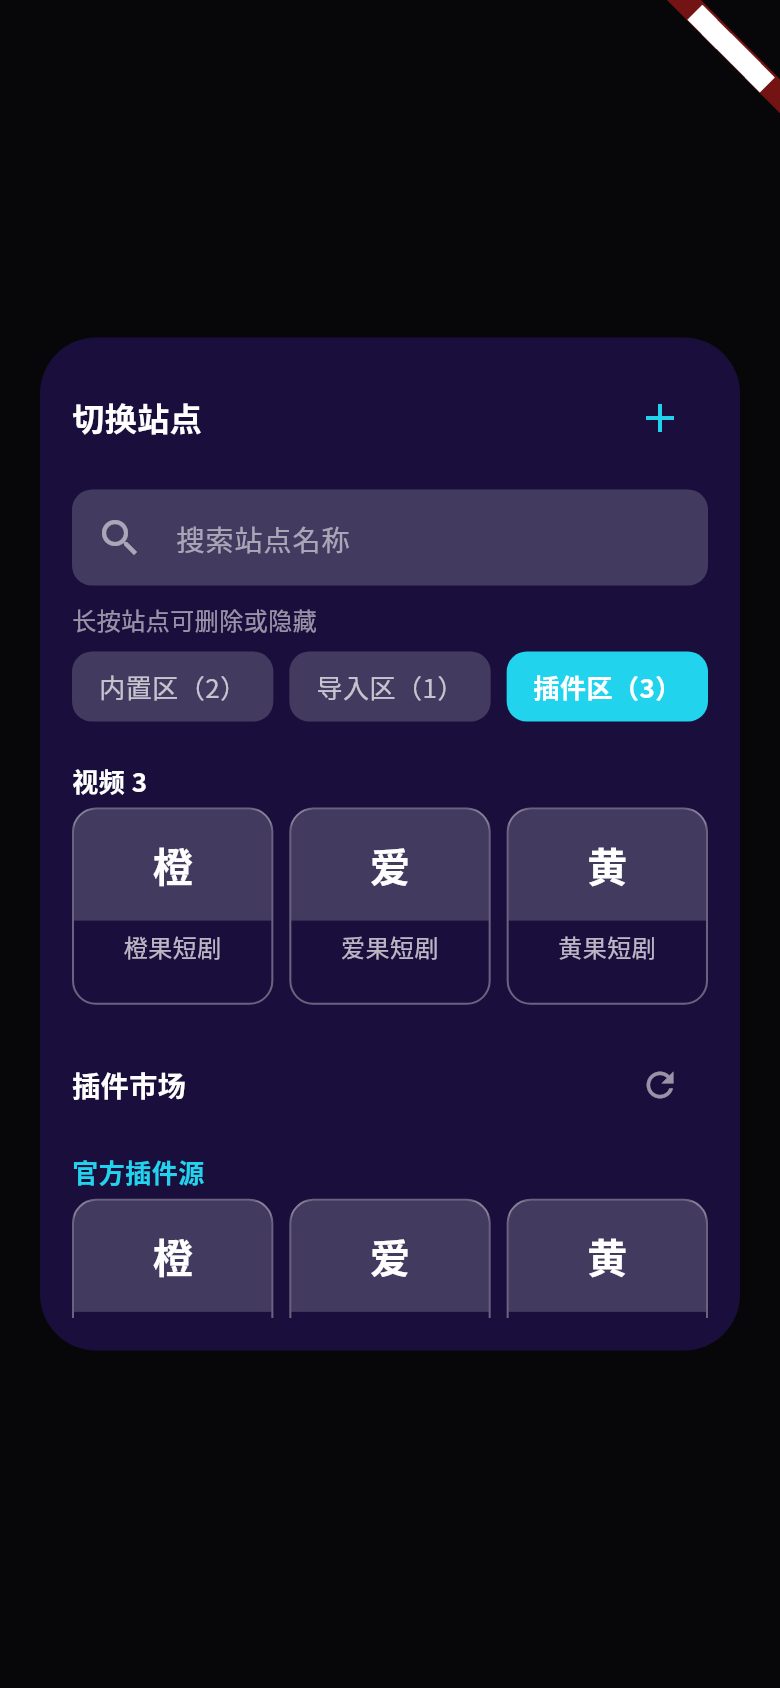 切换站点
搜索站点名称
长按站点可删除或隐藏
内置区（2） 导入区（1） 插件区（3）
视频 3
橙 爱 黄
橙果短剧 爱果短剧 黄果短剧
插件市场
官方插件源
橙 爱 黄